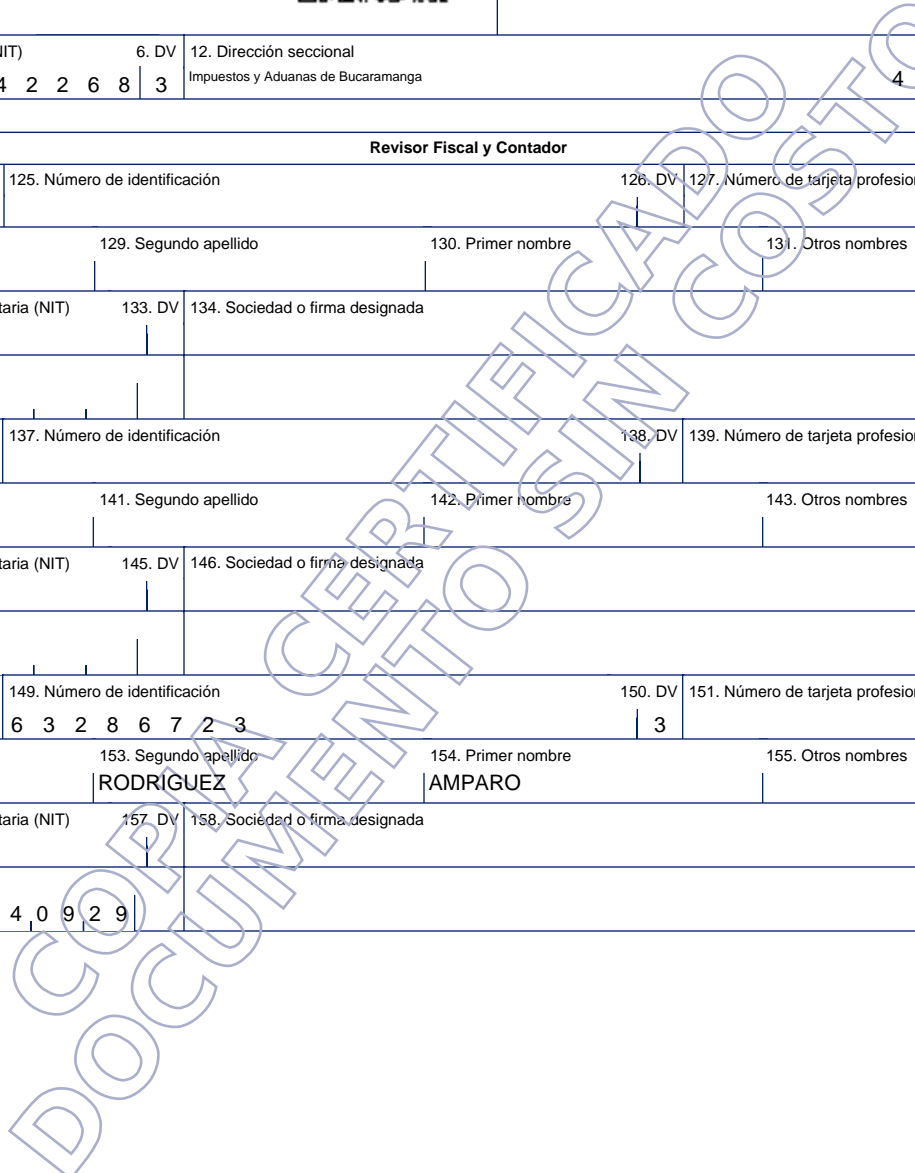 NIT) 6. DV 12. Dirección seccional
4 2 2 6 8 3 Impuestos y Aduanas de Bucaramanga 4
Revisor Fiscal y Contador
125. Número de identificación 126. DV 127. Número de tarjeta profesion
129. Segundo apellido 130. Primer nombre 131. Otros nombres
taria (NIT) 133. DV 134. Sociedad o firma designada
137. Número de identificación 138. DV 139. Número de tarjeta profesion
141. Segundo apellido 142. Primer nombre 143. Otros nombres
taria (NIT) 145. DV 146. Sociedad o firma designada
149. Número de identificación 150. DV 151. Número de tarjeta profesion
6 3 2 8 6 7 2 3 3
153. Segundo apellido 154. Primer nombre 155. Otros nombres
RODRIGUEZ AMPARO
taria (NIT) 157. DV 158. Sociedad o firma designada
4 0 9 2 9
COPIA CERTIFICADO
DOCUMENTO SIN COSTO